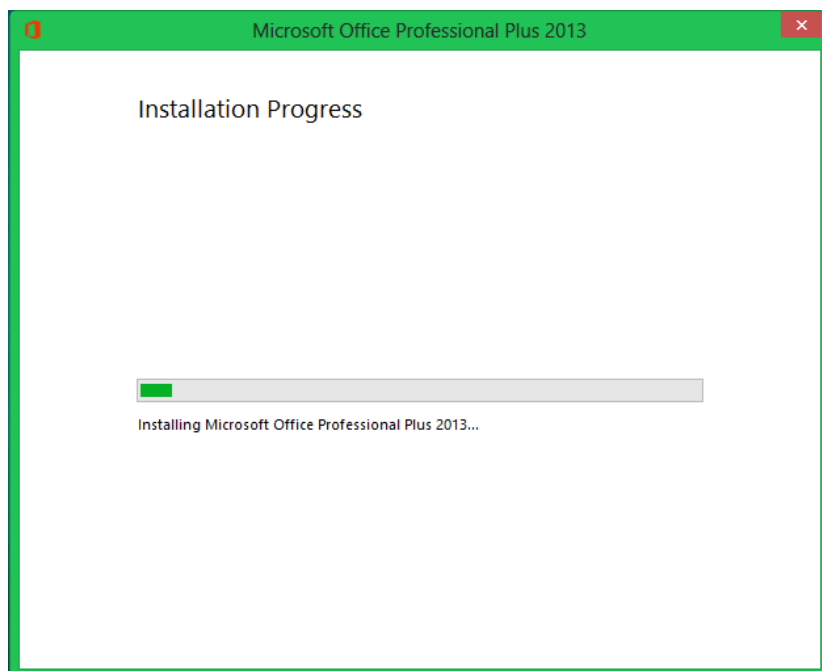 Microsoft Office Professional Plus 2013
Installation Progress
Installing Microsoft Office Professional Plus 2013...